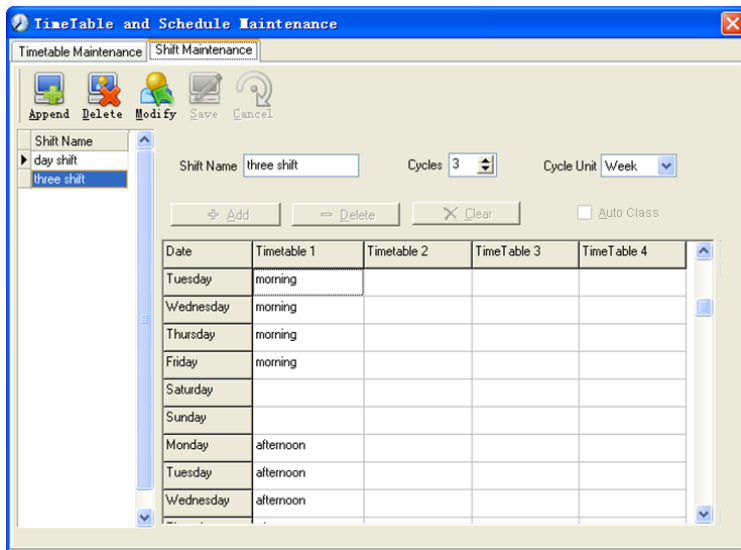 TimeTable and Schedule Maintenance
Timetable Maintenance Shift Maintenance
Append Delete Modify Save Cancel
Shift Name
day shift
three shift
Shift Name three shift Cycles 3 Cycle Unit Week
Add Delete Clear Auto Class
Date Timetable 1 Timetable 2 TimeTable 3 TimeTable 4
Tuesday morning
Wednesday morning
Thursday morning
Friday morning
Saturday
Sunday
Monday afternoon
Tuesday afternoon
Wednesday afternoon